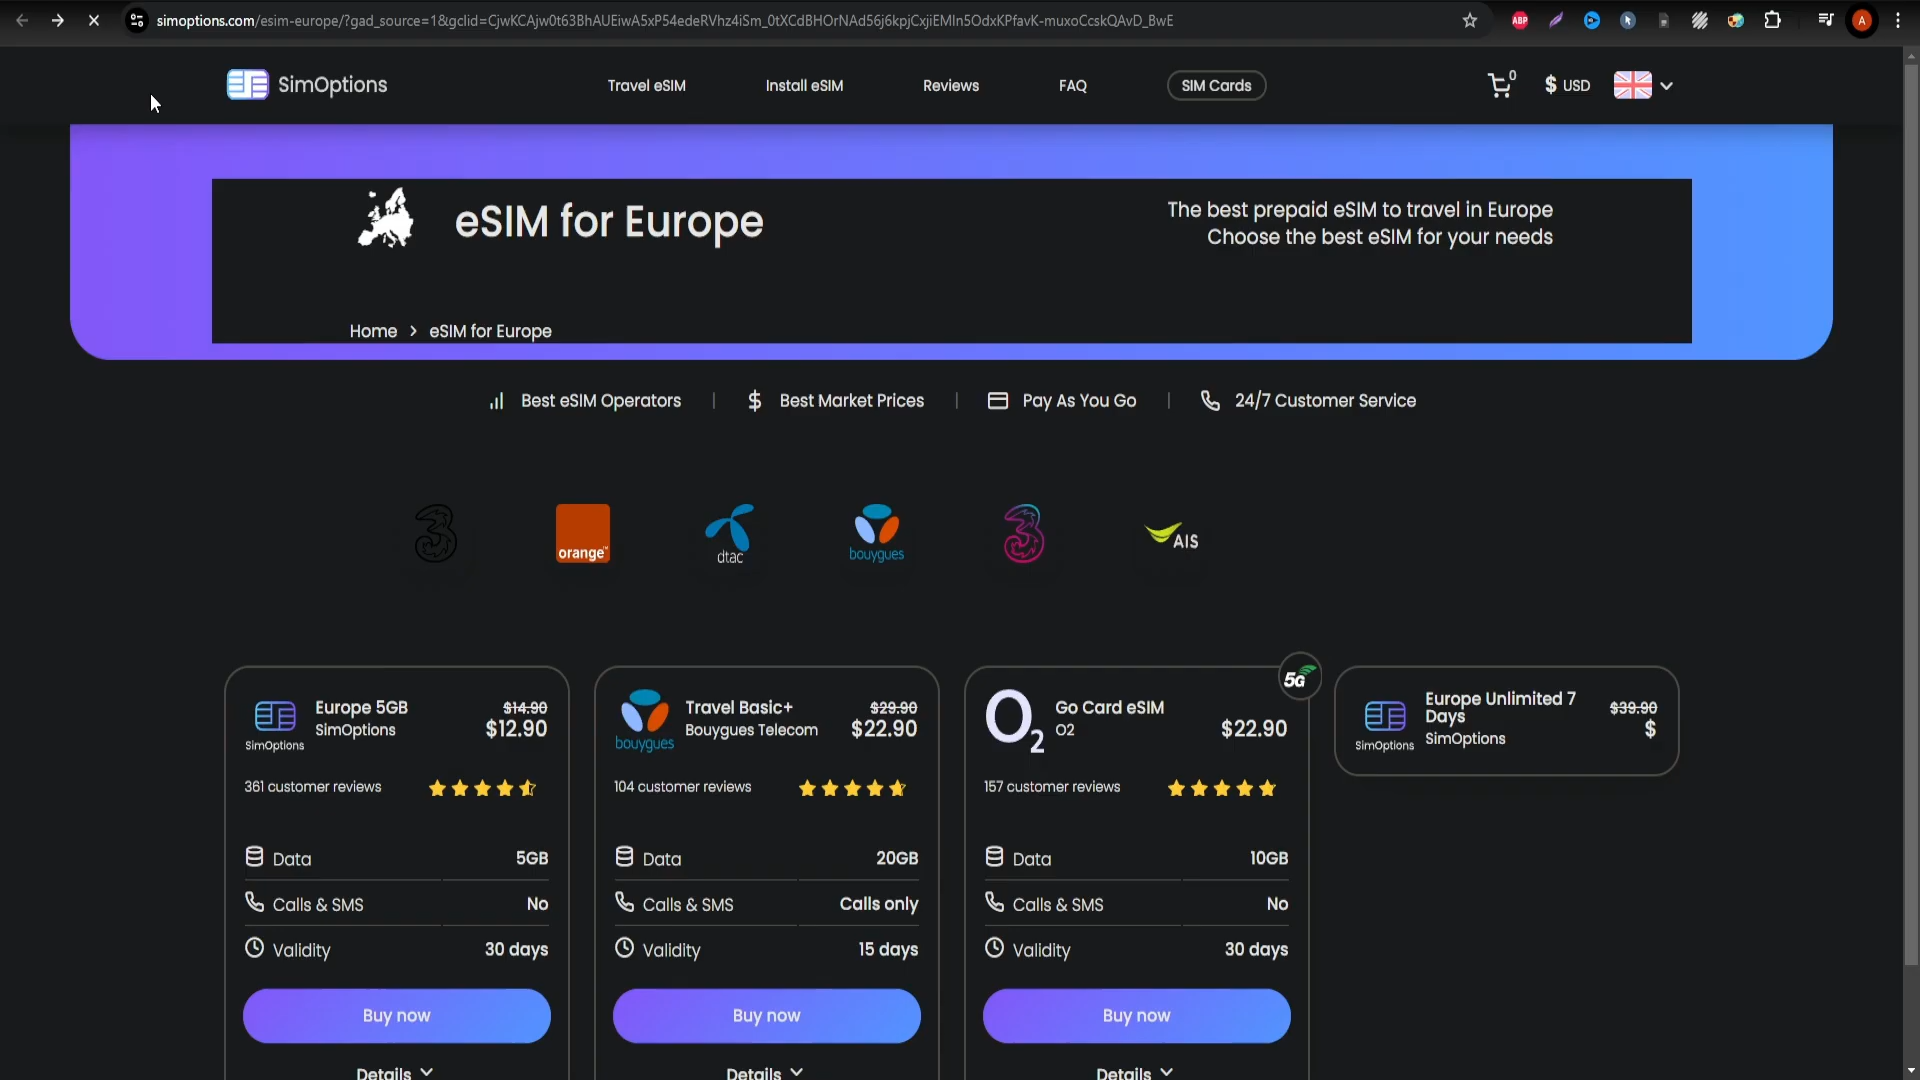 simoptions.com/esim-europe/?gad_source=1&gclid=CjwKCAjw0t63BhAUEiwA5xP54edeRVhz4iSm_0tXCdBHOrNAd56j6kpjCxjiEMIn5OdxKPfavK-muxoCcskQAvD_BwE
ABP
A
SimOptions
Travel eSIM
Install eSIM
Reviews
FAQ
SIM Cards
0
$ USD
eSIM for Europe
The best prepaid eSIM to travel in Europe
Choose the best eSIM for your needs
Home > eSIM for Europe
Best eSIM Operators | $ Best Market Prices | Pay As You Go | 24/7 Customer Service
3
orange™
dtac
bouygues
3
AIS
SimOptions
Europe 5GB
SimOptions
$14.90
$12.90
361 customer reviews
Data 5GB
Calls & SMS No
Validity 30 days
Buy now
Details
bouygues
Travel Basic+
Bouygues Telecom
$29.90
$22.90
104 customer reviews
Data 20GB
Calls & SMS Calls only
Validity 15 days
Buy now
Details
5G
O2
Go Card eSIM
O2
$22.90
157 customer reviews
Data 10GB
Calls & SMS No
Validity 30 days
Buy now
Details
SimOptions
Europe Unlimited 7
Days
SimOptions
$39.90
$